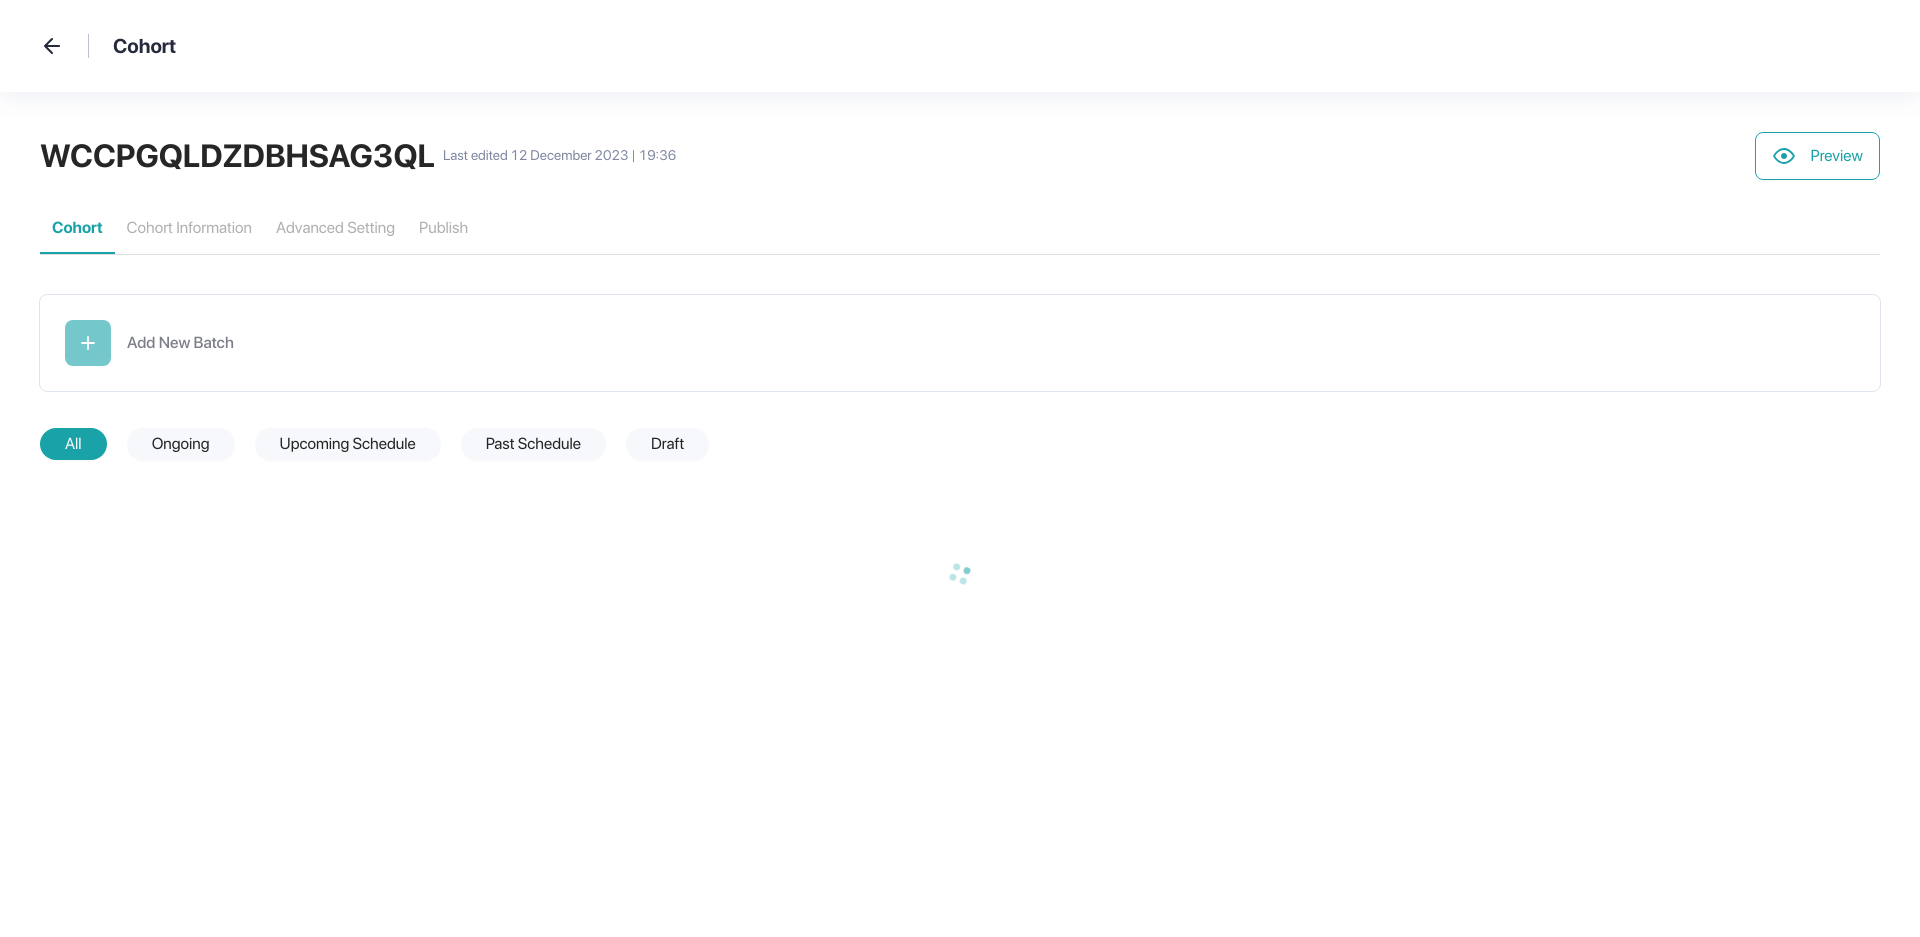 Cohort
WCCPGQLDZDBHSAG3QL Last edited 12 December 2023 | 19:36
Preview
Cohort Cohort Information Advanced Setting Publish
Add New Batch
All Ongoing Upcoming Schedule Past Schedule Draft